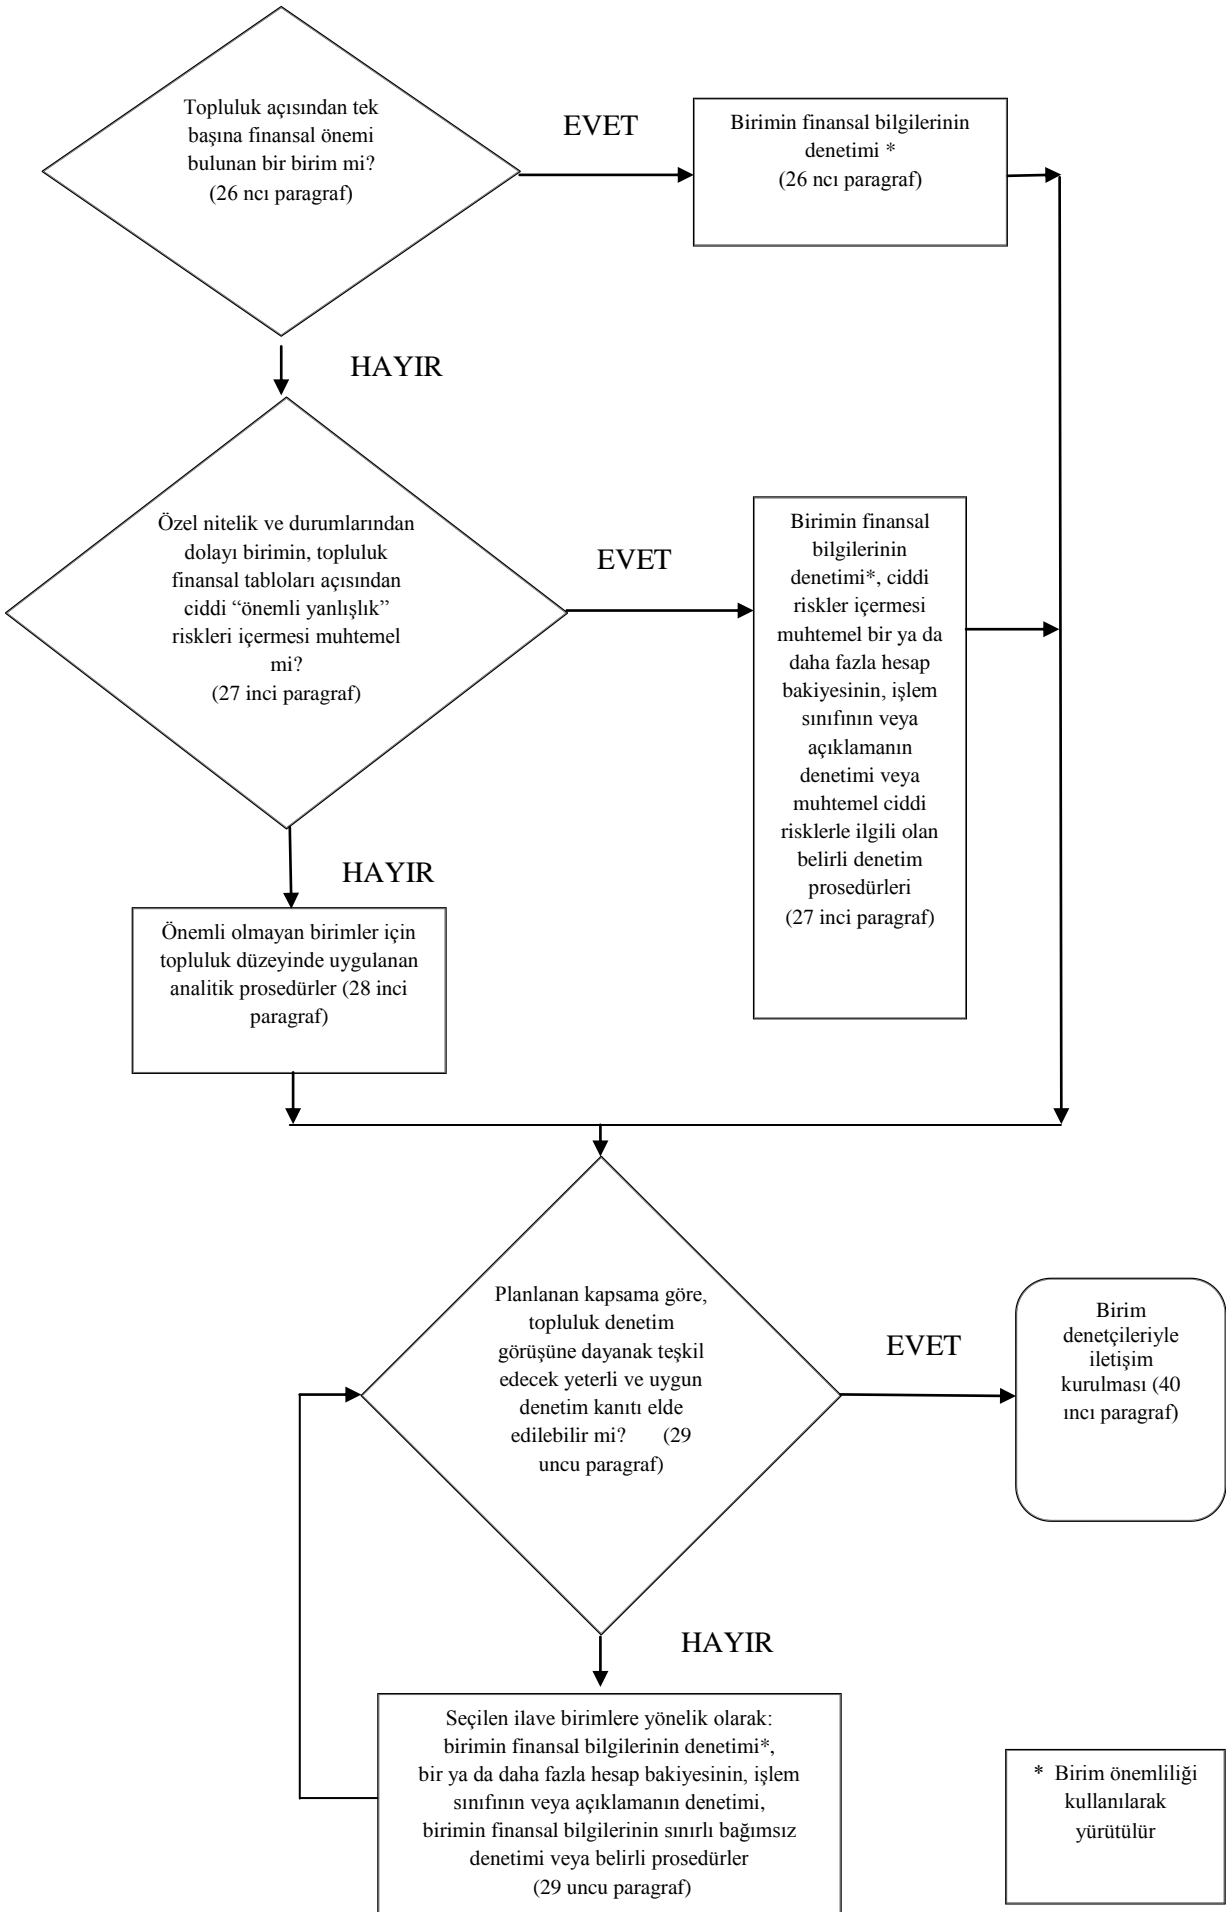 Topluluk açısından tek
başına finansal önemi
bulunan bir birim mi?
(26 ncı paragraf)
EVET
Birimin finansal bilgilerinin
denetimi *
(26 ncı paragraf)
HAYIR
Özel nitelik ve durumlarından
dolayı birimin, topluluk
finansal tabloları açısından
ciddi “önemli yanlışlık”
riskleri içermesi muhtemel
mi?
(27 inci paragraf)
EVET
Birimin finansal
bilgilerinin
denetimi*, ciddi
riskler içermesi
muhtemel bir ya da
daha fazla hesap
bakiyesinin, işlem
sınıfının veya
açıklamanın
denetimi veya
muhtemel ciddi
risklerle ilgili olan
belirli denetim
prosedürleri
(27 inci paragraf)
HAYIR
Önemli olmayan birimler için
topluluk düzeyinde uygulanan
analitik prosedürler (28 inci
paragraf)
Planlanan kapsama göre,
topluluk denetim
görüşüne dayanak teşkil
edecek yeterli ve uygun
denetim kanıtı elde
edilebilir mi? (29
uncu paragraf)
EVET
Birim
denetçileriyle
iletişim
kurulması (40
ıncı paragraf)
HAYIR
Seçilen ilave birimlere yönelik olarak:
birimin finansal bilgilerinin denetimi*,
bir ya da daha fazla hesap bakiyesinin, işlem
sınıfının veya açıklamanın denetimi,
birimin finansal bilgilerinin sınırlı bağımsız
denetimi veya belirli prosedürler
(29 uncu paragraf)
* Birim önemliliği
kullanılarak
yürütülür